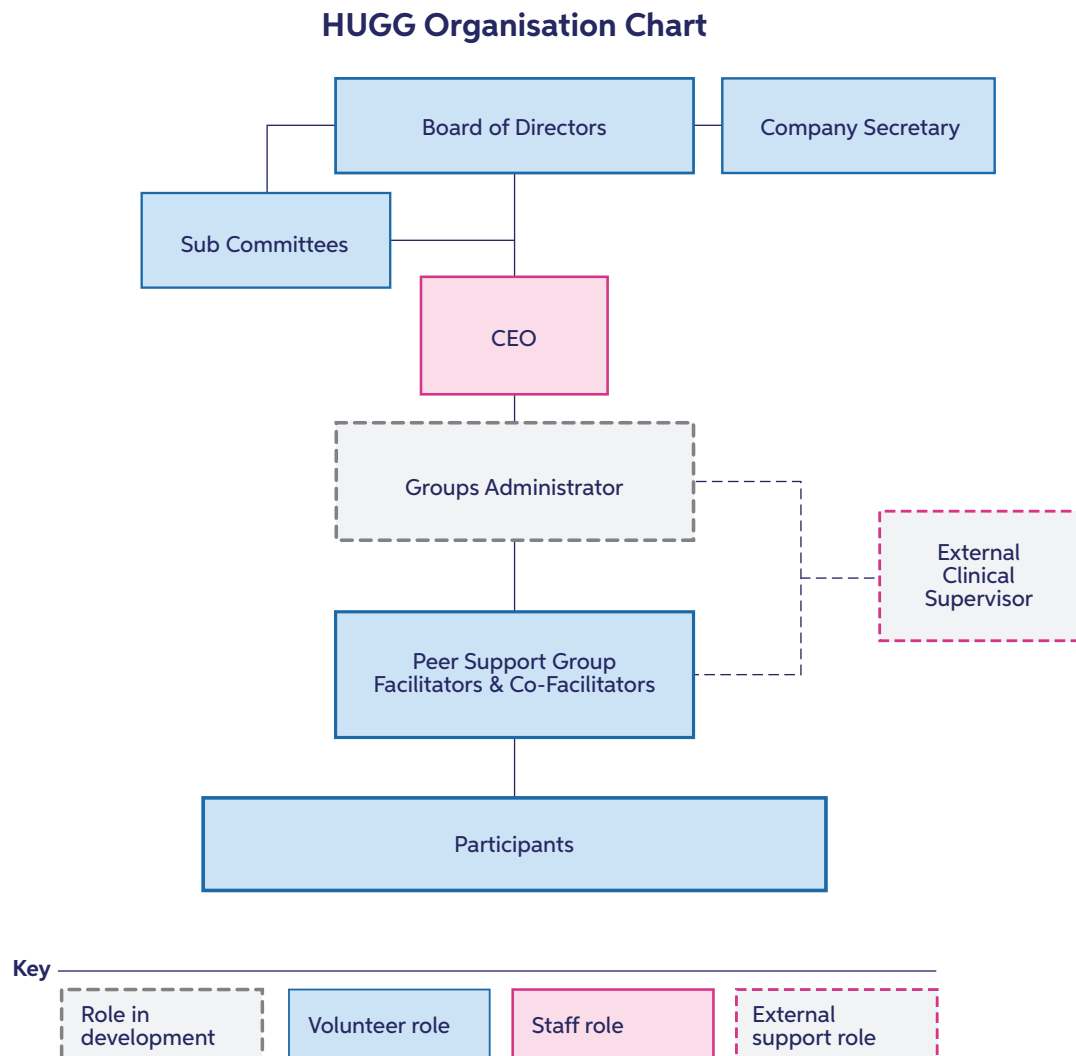 HUGG Organisation Chart
Board of Directors
Company Secretary
Sub Committees
CEO
Groups Administrator
External
Clinical
Supervisor
Peer Support Group
Facilitators & Co-Facilitators
Participants
Key
Role in
development
Volunteer role
Staff role
External
support role